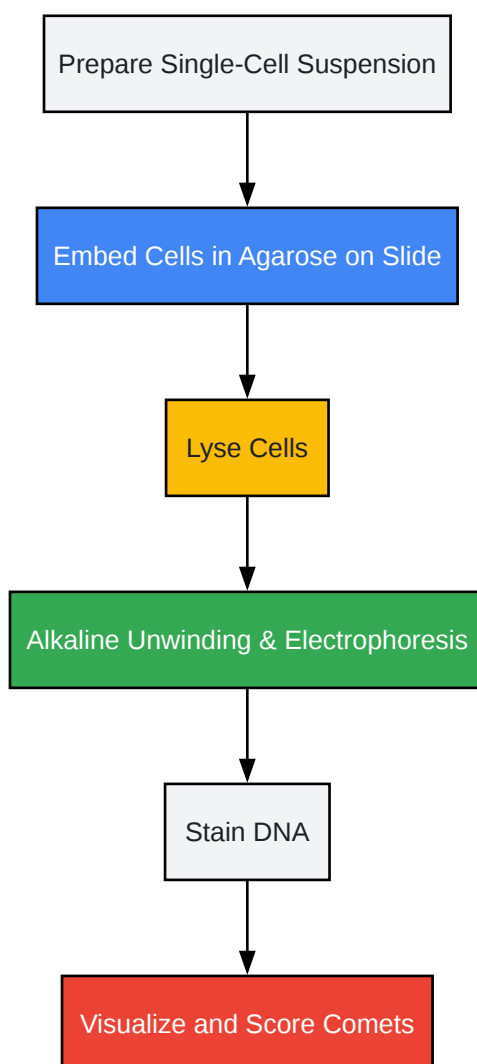 Prepare Single-Cell Suspension
Embed Cells in Agarose on Slide
Lyse Cells
Alkaline Unwinding & Electrophoresis
Stain DNA
Visualize and Score Comets